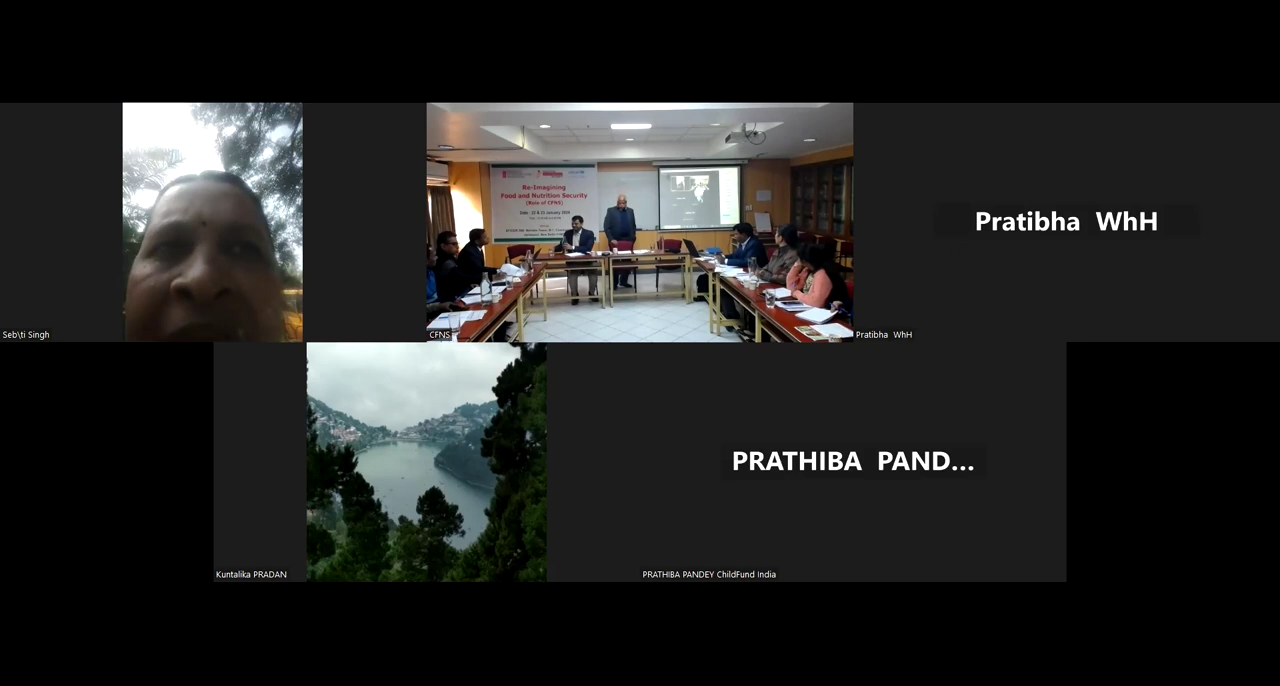 Re-Imagining
Food and Nutrition Security
(Role of CFNS)
Pratibha WhH
Seb\ti Singh
CFNS
Pratibha WhH
PRATHIBA PAND...
Kuntalika PRADAN
PRATHIBA PANDEY ChildFund India